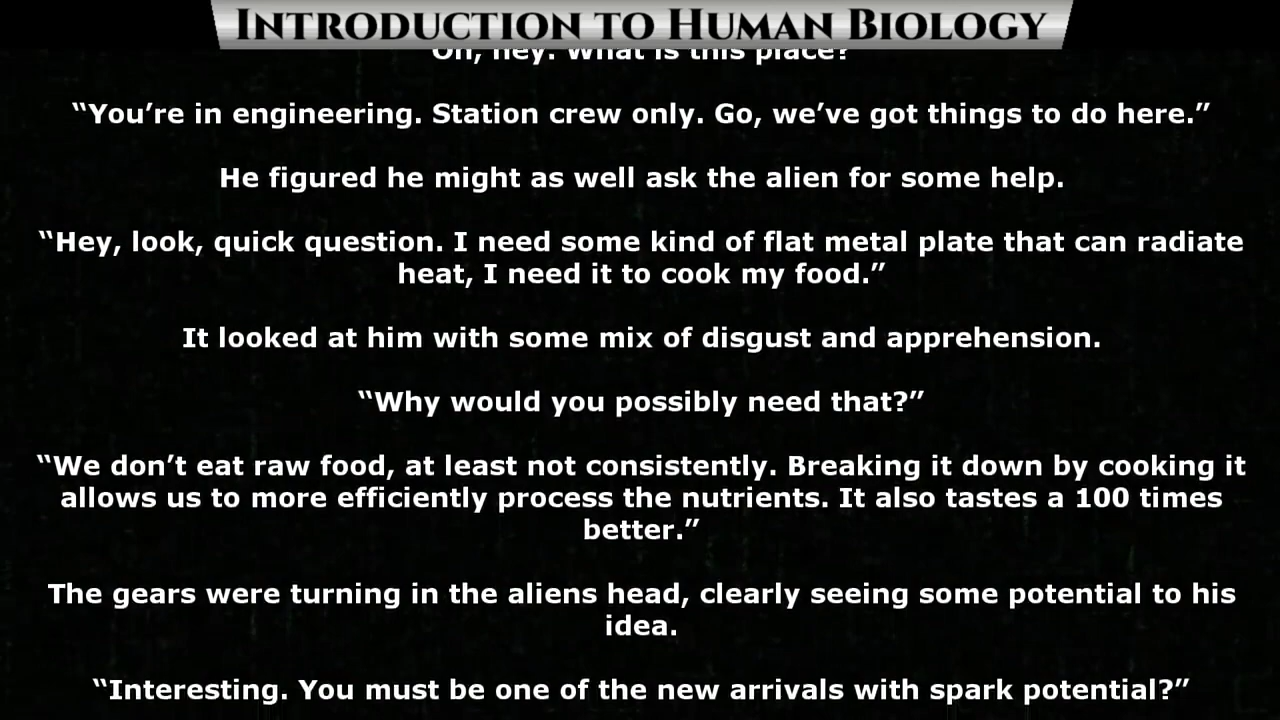 INTRODUCTION TO HUMAN BIOLOGY
Oh, hey. What is this place?
“You’re in engineering. Station crew only. Go, we’ve got things to do here.”
He figured he might as well ask the alien for some help.
“Hey, look, quick question. I need some kind of flat metal plate that can radiate
heat, I need it to cook my food.”
It looked at him with some mix of disgust and apprehension.
“Why would you possibly need that?”
“We don’t eat raw food, at least not consistently. Breaking it down by cooking it
allows us to more efficiently process the nutrients. It also tastes a 100 times
better.”
The gears were turning in the aliens head, clearly seeing some potential to his
idea.
“Interesting. You must be one of the new arrivals with spark potential?”